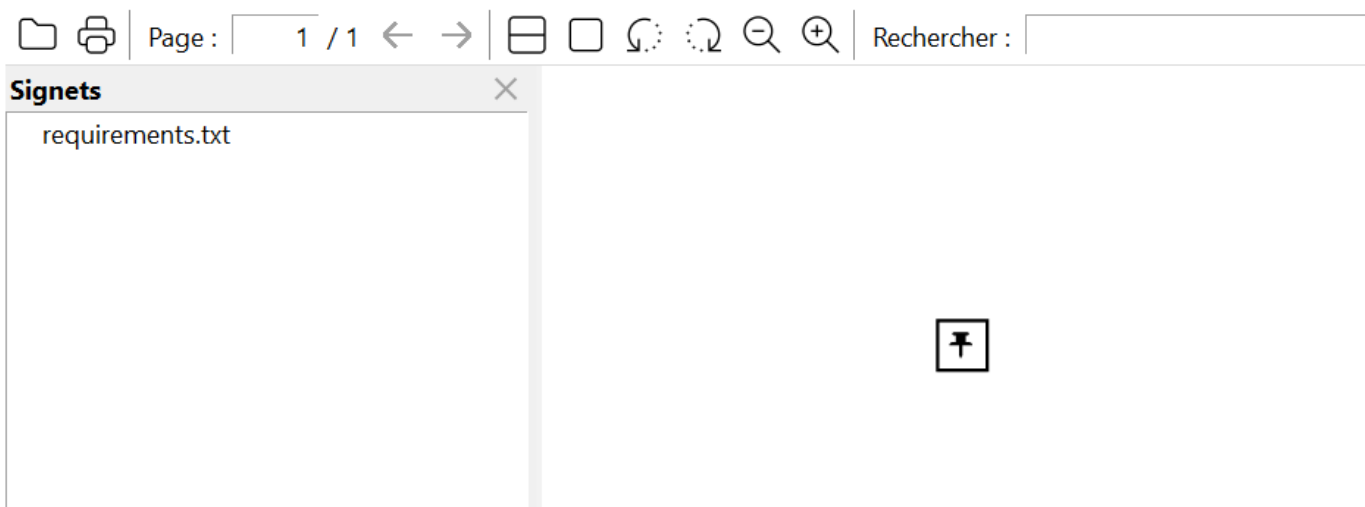 Page : 1 / 1 Rechercher :
Signets
requirements.txt